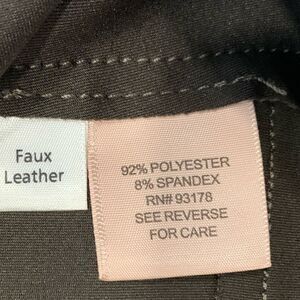 Faux
Leather
92% POLYESTER
8% SPANDEX
RN# 93178
SEE REVERSE
FOR CARE